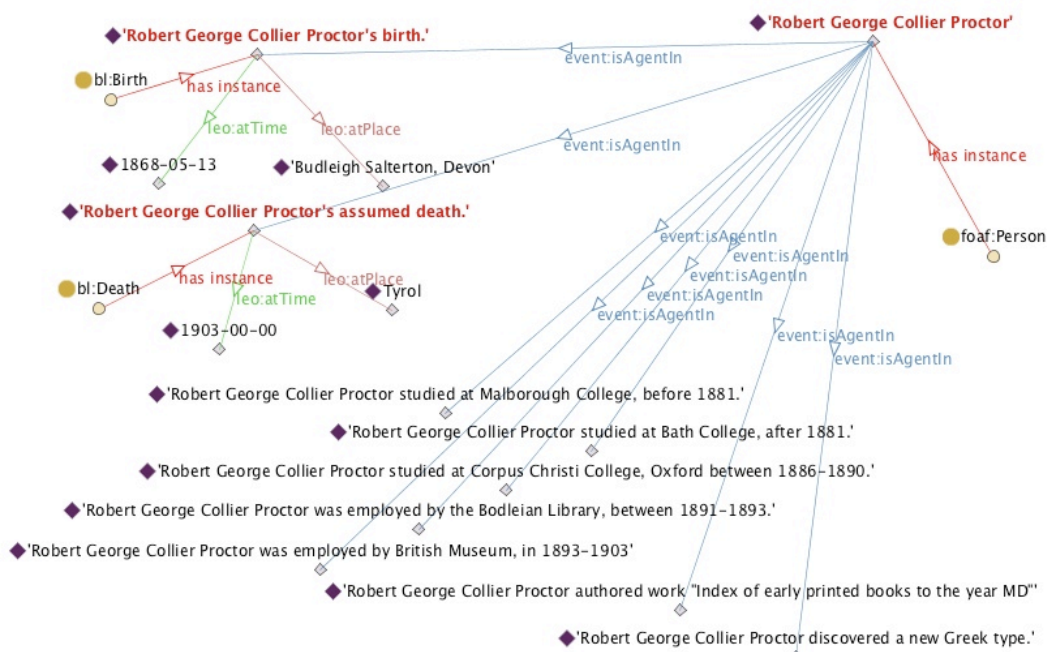 'Robert George Collier Proctor'
'Robert George Collier Proctor's birth.'
event:isAgentIn
bl:Birth
has instance
leo:atTime
leo:atPlace
event:isAgentIn
has instance
1868-05-13
'Budleigh Salterton, Devon'
'Robert George Collier Proctor's assumed death.'
event:isAgentIn
foaf:Person
event:isAgentIn
has instance
leo:atPlace
event:isAgentIn
bl:Death
Tyrol
event:isAgentIn
leo:atTime
event:isAgentIn
1903-00-00
event:isAgentIn
event:isAgentIn
'Robert George Collier Proctor studied at Malborough College, before 1881.'
'Robert George Collier Proctor studied at Bath College, after 1881.'
'Robert George Collier Proctor studied at Corpus Christi College, Oxford between 1886-1890.'
'Robert George Collier Proctor was employed by the Bodleian Library, between 1891-1893.'
'Robert George Collier Proctor was employed by British Museum, in 1893-1903'
'Robert George Collier Proctor authored work "Index of early printed books to the year MD"'
'Robert George Collier Proctor discovered a new Greek type.'